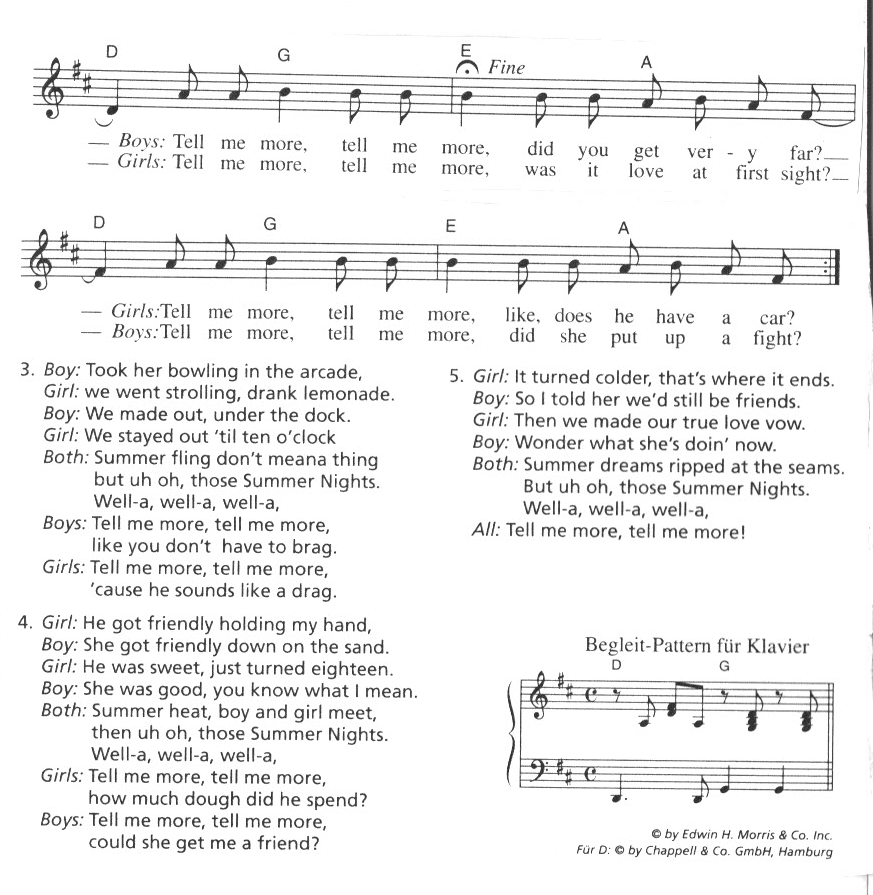 D G E A
Fine
— Boys: Tell me more, tell me more, did you get ver - y far?—
— Girls: Tell me more, tell me more, was it love at first sight?—
D G E A
— Girls:Tell me more, tell me more, like, does he have a car?
— Boys:Tell me more, tell me more, did she put up a fight?
3. Boy: Took her bowling in the arcade,
Girl: we went strolling, drank lemonade.
Boy: We made out, under the dock.
Girl: We stayed out ’til ten o’clock
Both: Summer fling don’t meana thing
but uh oh, those Summer Nights.
Well-a, well-a, well-a,
Boys: Tell me more, tell me more,
like you don’t have to brag.
Girls: Tell me more, tell me more,
’cause he sounds like a drag.
4. Girl: He got friendly holding my hand,
Boy: She got friendly down on the sand.
Girl: He was sweet, just turned eighteen.
Boy: She was good, you know what I mean.
Both: Summer heat, boy and girl meet,
then uh oh, those Summer Nights.
Well-a, well-a, well-a,
Girls: Tell me more, tell me more,
how much dough did he spend?
Boys: Tell me more, tell me more,
could she get me a friend?
5. Girl: It turned colder, that’s where it ends.
Boy: So I told her we’d still be friends.
Girl: Then we made our true love vow.
Boy: Wonder what she’s doin’ now.
Both: Summer dreams ripped at the seams.
But uh oh, those Summer Nights.
Well-a, well-a, well-a,
All: Tell me more, tell me more!
Begleit-Pattern für Klavier
D G
© by Edwin H. Morris & Co. Inc.
Für D: © by Chappell & Co. GmbH, Hamburg